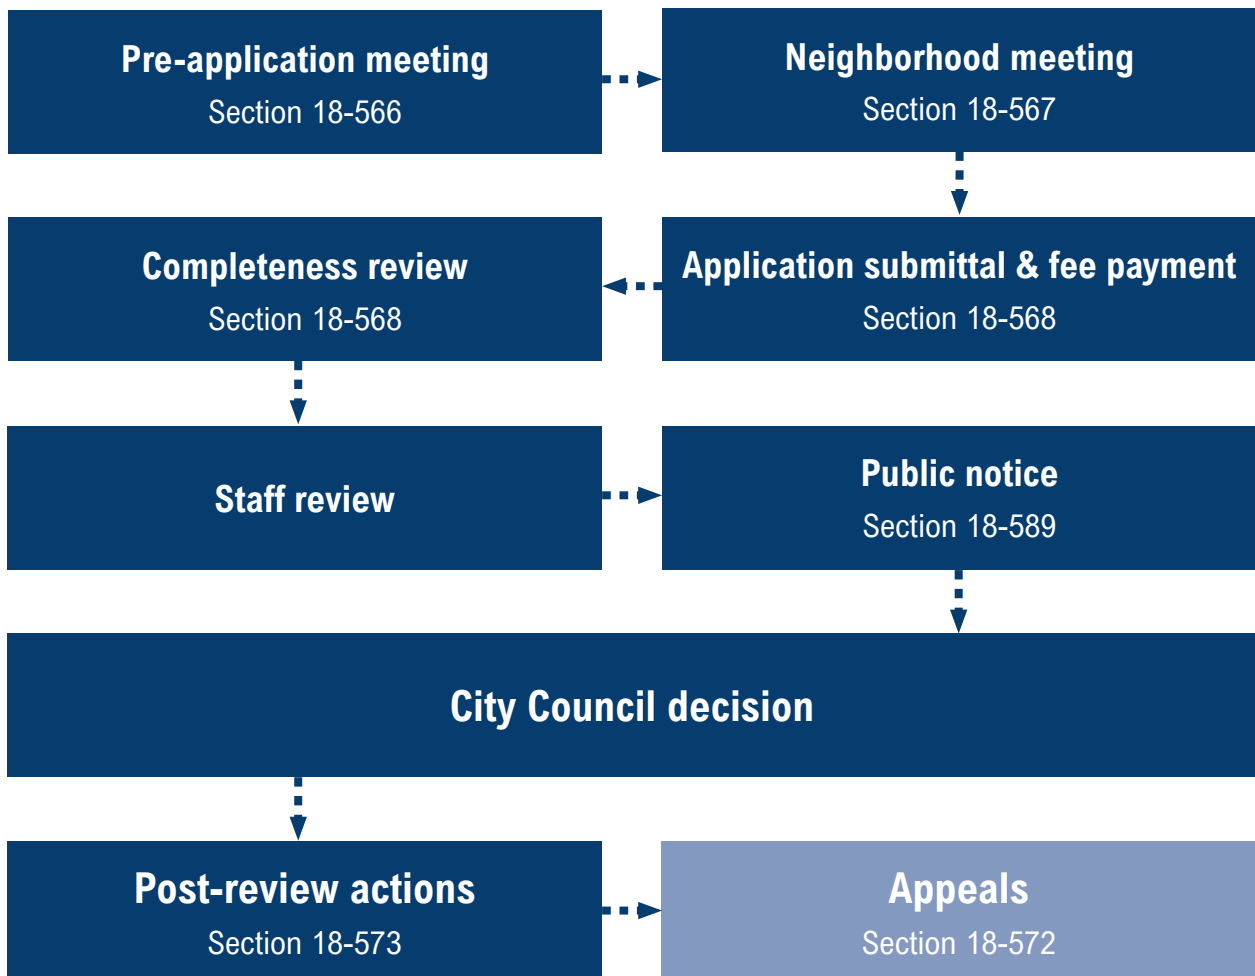 Pre-application meeting
Section 18-566
Neighborhood meeting
Section 18-567
Application submittal & fee payment
Section 18-568
Completeness review
Section 18-568
Staff review
Public notice
Section 18-589
City Council decision
Post-review actions
Section 18-573
Appeals
Section 18-572